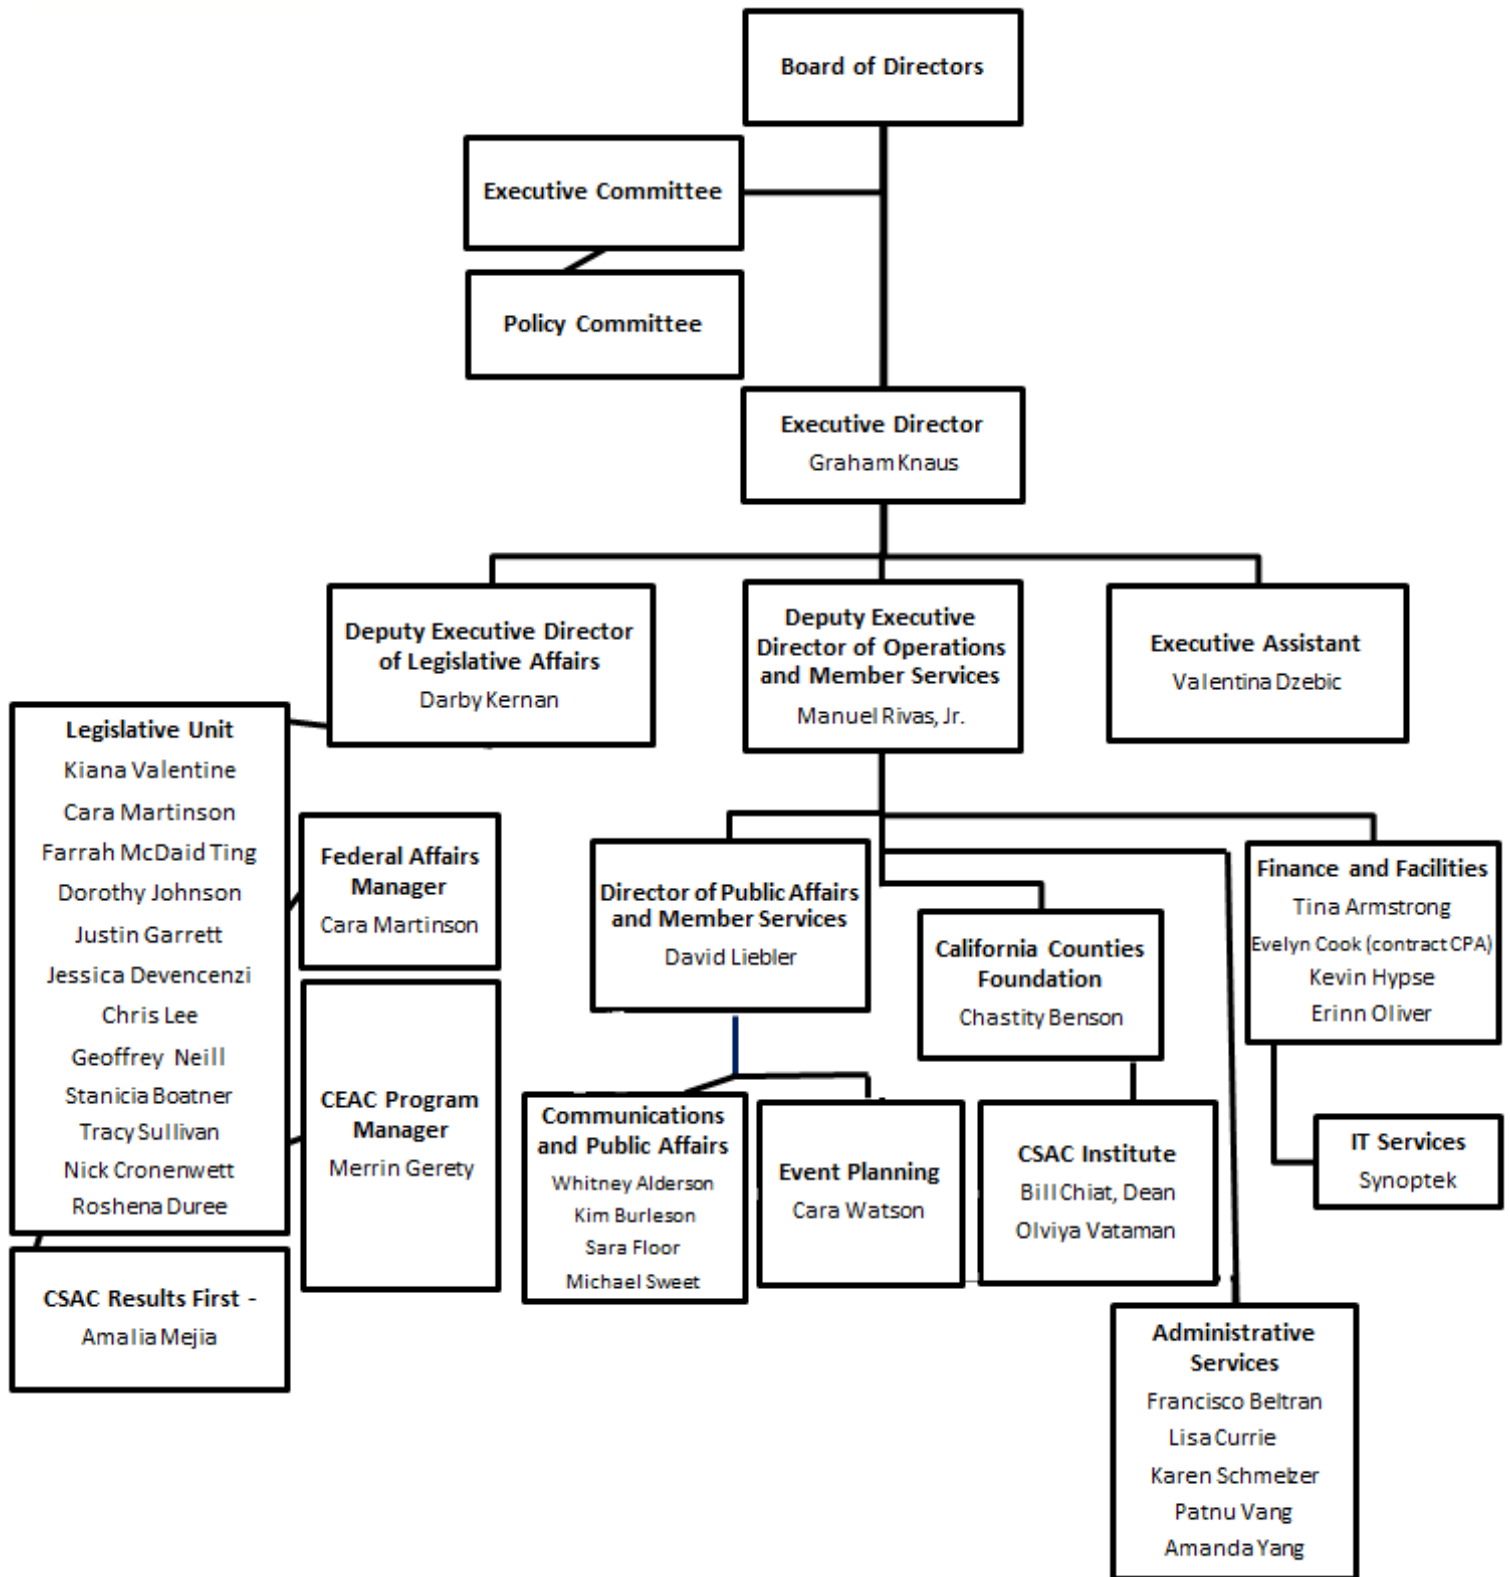 Board of Directors
Executive Committee
Policy Committee
Executive Director
Graham Knaus
Deputy Executive Director
of Legislative Affairs
Darby Kernan
Deputy Executive
Director of Operations
and Member Services
Manuel Rivas, Jr.
Executive Assistant
Valentina Dzebic
Legislative Unit
Kiana Valentine
Cara Martinson
Farrah McDaid Ting
Dorothy Johnson
Justin Garrett
Jessica Devencenzi
Chris Lee
Geoffrey Neill
Stanicia Boatner
Tracy Sullivan
Nick Cronenwett
Roshena Duree
Federal Affairs
Manager
Cara Martinson
CEAC Program
Manager
Merrin Gerety
CSAC Results First -
Amalia Mejia
Director of Public Affairs
and Member Services
David Liebler
California Counties
Foundation
Chastity Benson
Finance and Facilities
Tina Armstrong
Evelyn Cook (contract CPA)
Kevin Hypse
Erinn Oliver
Communications
and Public Affairs
Whitney Alderson
Kim Burleson
Sara Floor
Michael Sweet
Event Planning
Cara Watson
CSAC Institute
Bill Chiat, Dean
Olviya Vataman
IT Services
Synoptek
Administrative
Services
Francisco Beltran
Lisa Currie
Karen Schmelzer
Patnu Vang
Amanda Yang